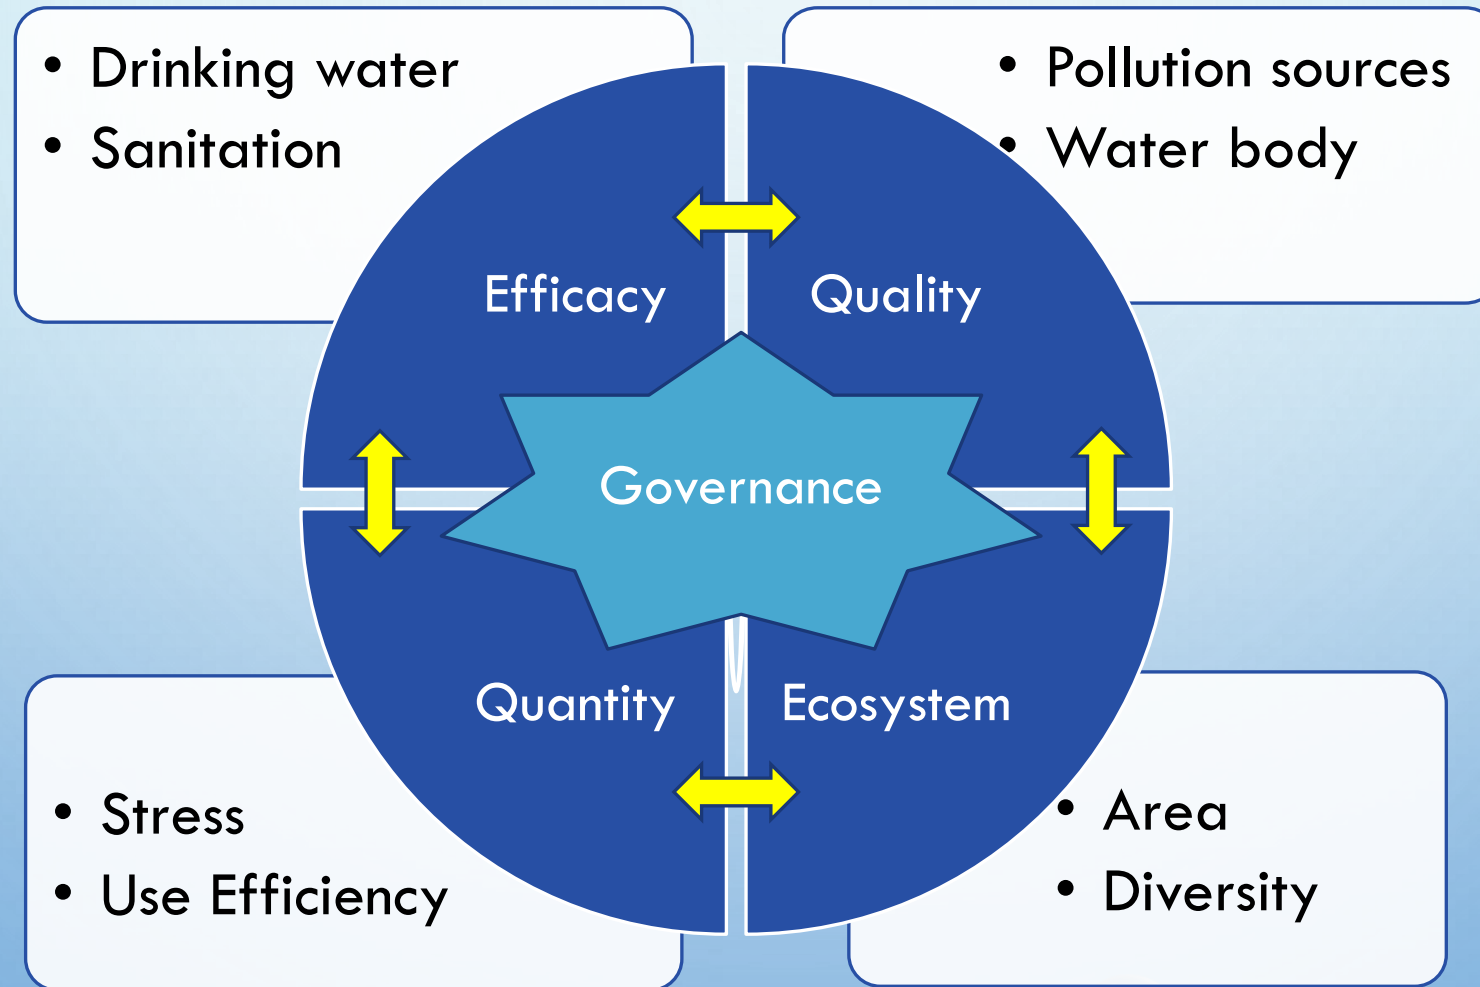 • Drinking water
• Sanitation
• Pollution sources
• Water body
Efficacy
Quality
Governance
Quantity
Ecosystem
• Stress
• Use Efficiency
• Area
• Diversity